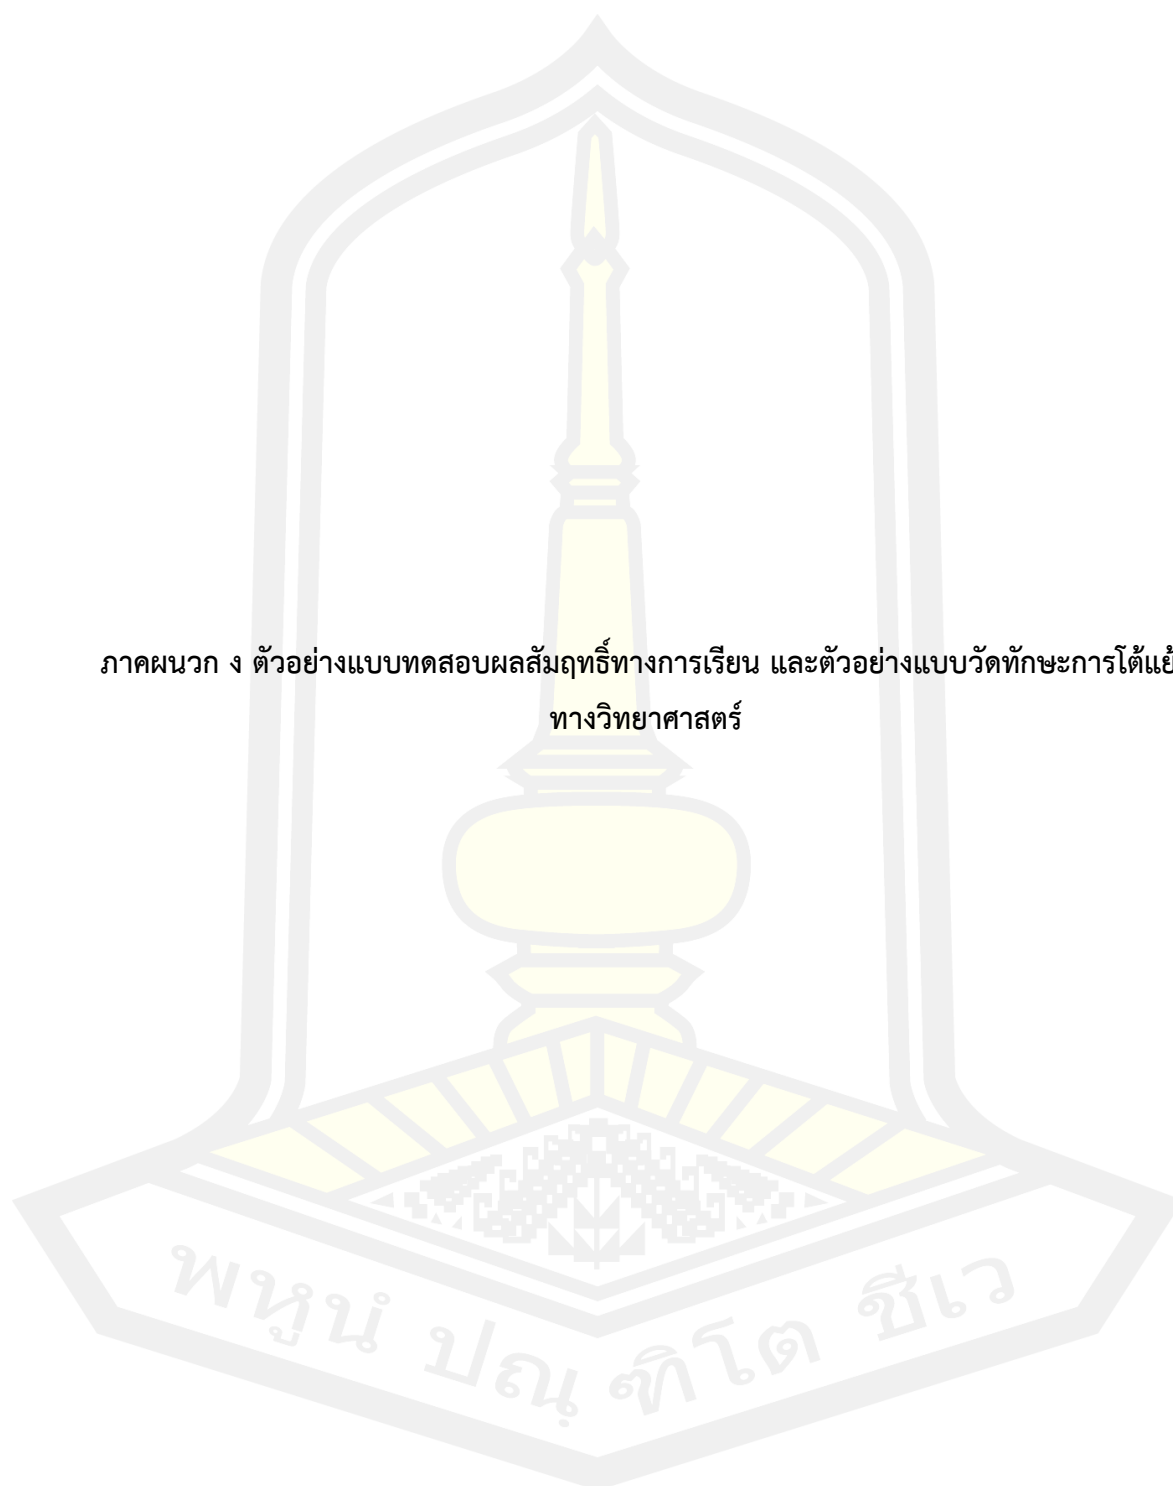 ภาคผนวก ง ตัวอย่างแบบทดสอบผลสัมฤทธิ์ทางการเรียน และตัวอย่างแบบวัดทักษะการโต้แย้
ทางวิทยาศาสตร์
พหูนํ ปณฺ ฑิโต ชีเว